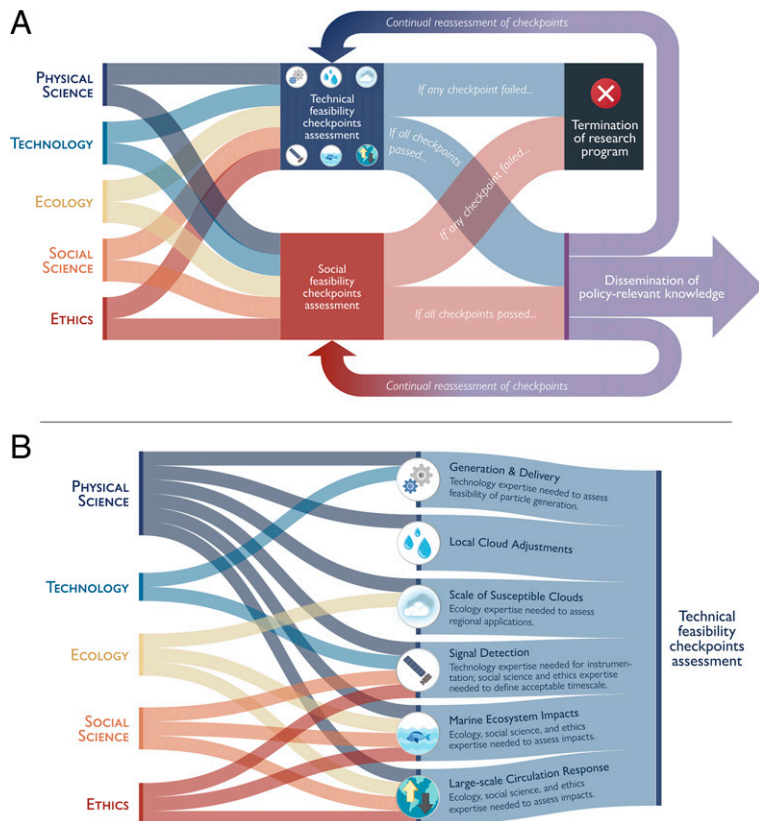 A
Continual reassessment of checkpoints
PHYSICAL
SCIENCE
TECHNOLOGY
ECOLOGY
SOCIAL
SCIENCE
ETHICS
Technical
feasibility
checkpoints
assessment
Social
feasibility
checkpoints
assessment
If any checkpoint failed...
If all checkpoints
passed...
If any checkpoint failed...
If all checkpoints passed...
Termination
of research
program
Dissemination of
policy-relevant knowledge
Continual reassessment of checkpoints
B
PHYSICAL
SCIENCE
TECHNOLOGY
ECOLOGY
SOCIAL
SCIENCE
ETHICS
Generation & Delivery
Technology expertise needed to assess
feasibility of particle generation.
Local Cloud Adjustments
Scale of Susceptible Clouds
Ecology expertise needed to assess
regional applications.
Signal Detection
Technology expertise needed for instrumen-
tation; social science and ethics expertise
needed to define acceptable timescale.
Marine Ecosystem Impacts
Ecology, social science, and ethics
expertise needed to assess impacts.
Large-scale Circulation Response
Ecology, social science, and ethics
expertise needed to assess impacts.
Technical
feasibility
checkpoints
assessment